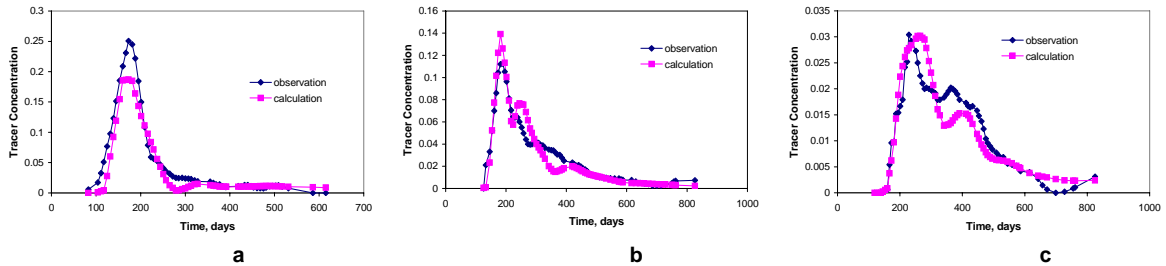 0.3
0.25
0.2
0.15
0.1
0.05
0
Tracer Concentration
observation
calculation
0 100 200 300 400 500 600 700
Time, days
a
0.16
0.14
0.12
0.1
0.08
0.06
0.04
0.02
0
Tracer Concentration
observation
calculation
0 200 400 600 800 1000
Time, days
b
0.035
0.03
0.025
0.02
0.015
0.01
0.005
0
Tracer Concentration
observation
calculation
0 200 400 600 800 1000
Time, days
c